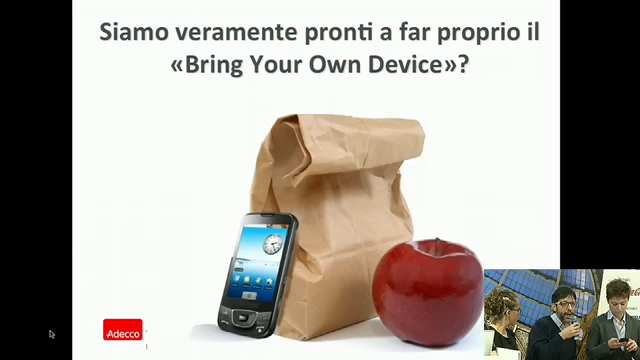 Siamo veramente pronti a far proprio il
«Bring Your Own Device»?
Adecco